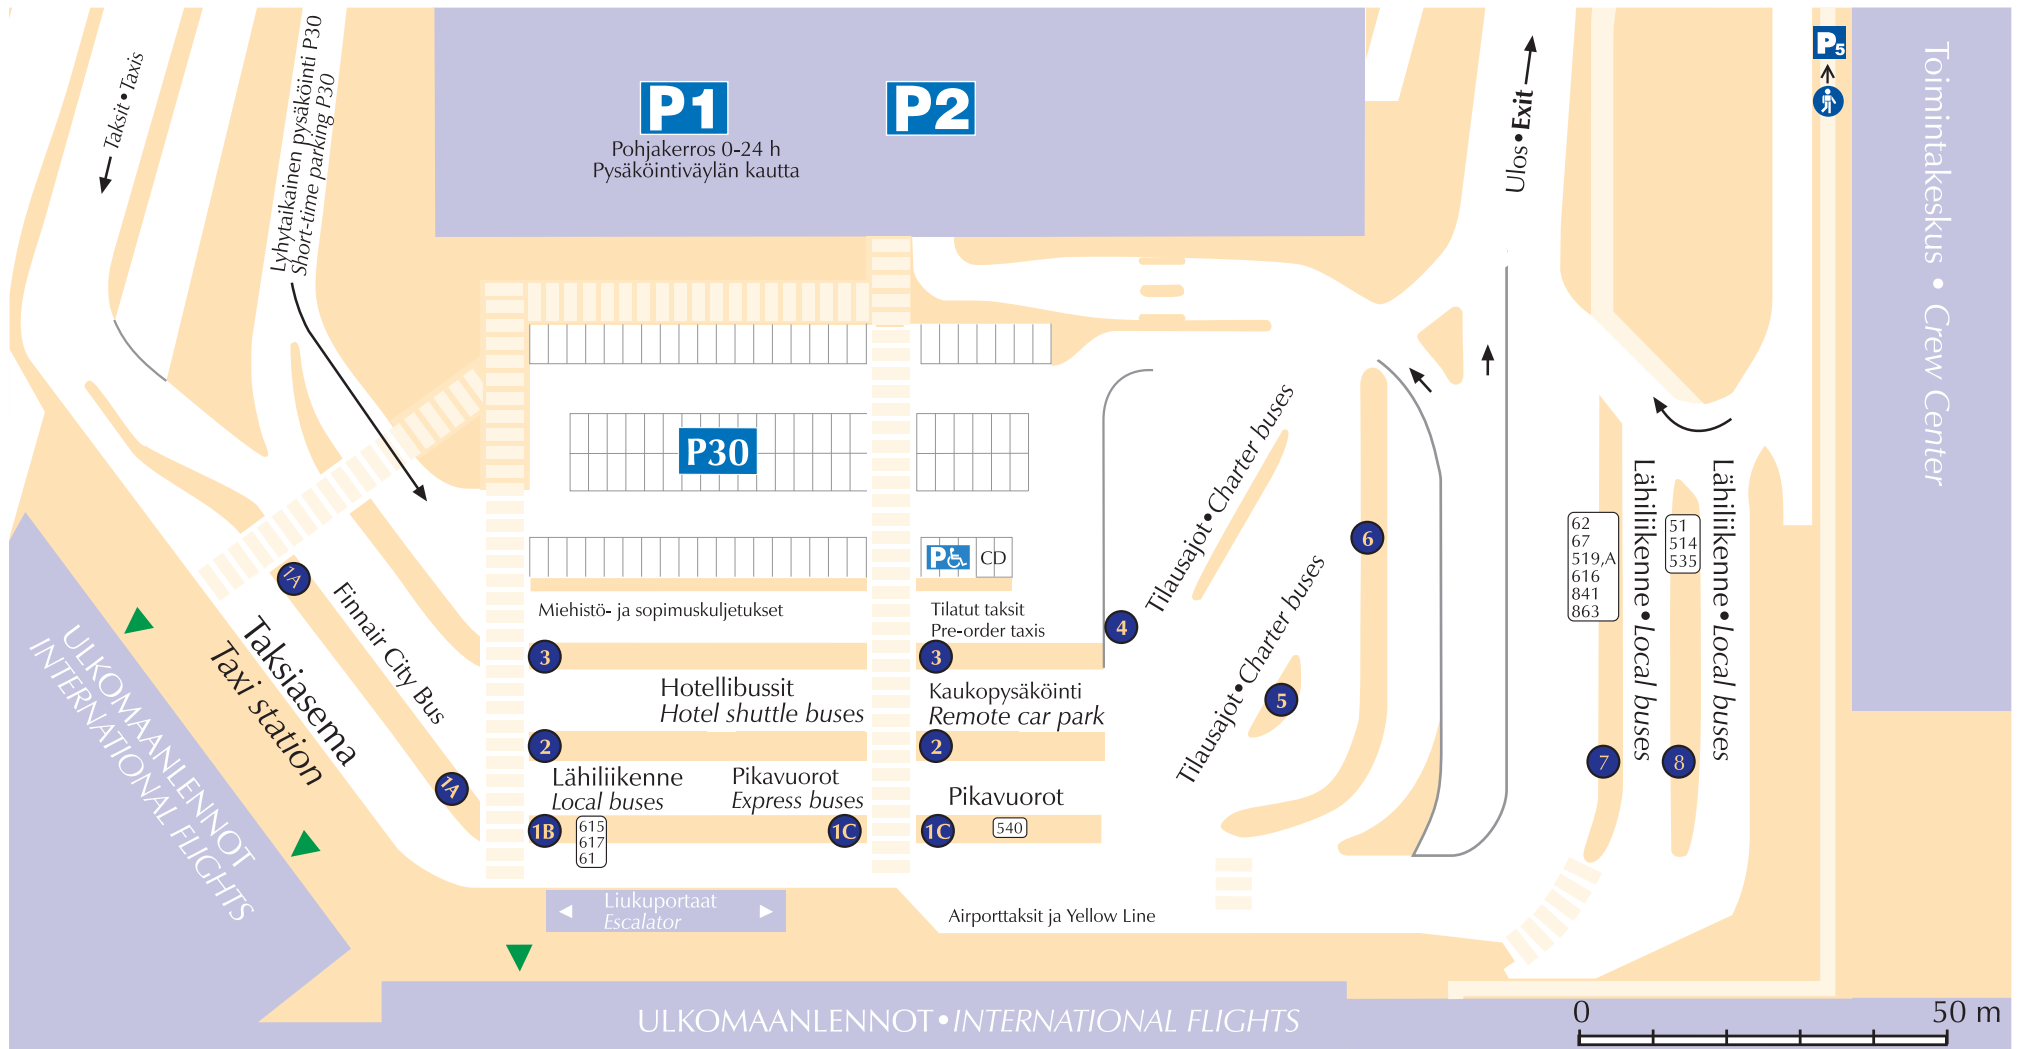 Taksit • Taxis
Lyhytaikainen pysäköinti P30
Short-time parking P30
P1
Pohjakerros 0-24 h
Pysäköintiväylän kautta
P2
Ulos • Exit
P5
Toimintakeskus • Crew Center
P30
P
CD
Miehistö- ja sopimuskuljetukset
Tilatut taksit
Pre-order taxis
3
3
4
Hotellibussit
Hotel shuttle buses
Kaukopysäköinti
Remote car park
2
2
Lähiliikenne
Local buses
Pikavuorot
Express buses
Pikavuorot
1B
615
617
61
1C
1C
540
1A
Finnair City Bus
1A
Taksiasema
Taxi station
ULKOMAANLENNOT
INTERNATIONAL FLIGHTS
Tilausajot • Charter buses
Tilausajot • Charter buses
5
6
62
67
519,A
616
841
863
Lähiliikenne • Local buses
7
51
514
535
Lähiliikenne • Local buses
8
Liukuportaat
Escalator
Airporttaksit ja Yellow Line
ULKOMAANLENNOT • INTERNATIONAL FLIGHTS
0 50 m